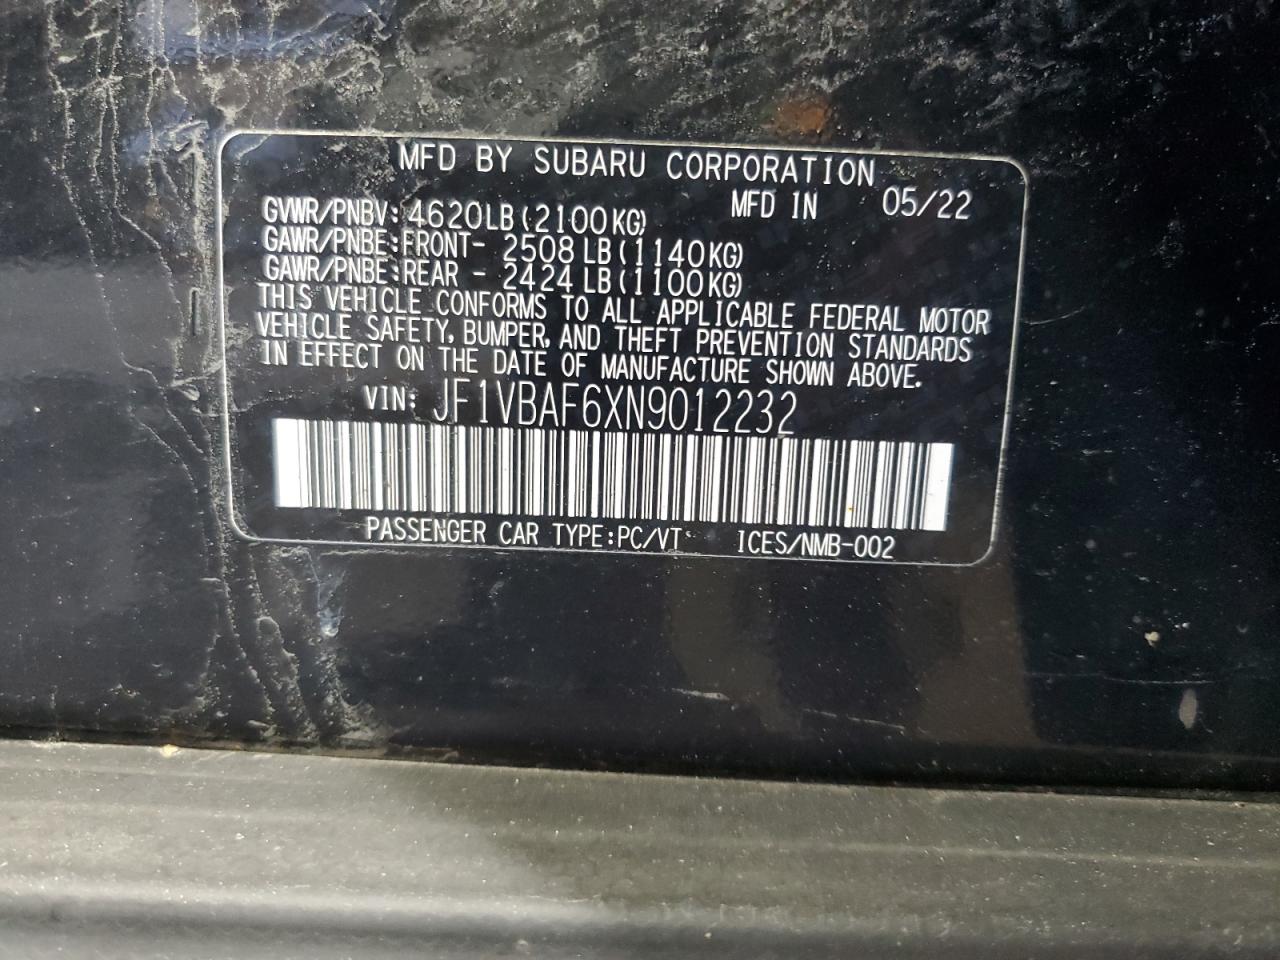 MFD BY SUBARU CORPORATION
MFD IN 05/22
GVWR/PNBV: 4620LB (2100KG)
GAWR/PNBE: FRONT- 2508 LB (1140KG)
GAWR/PNBE: REAR - 2424 LB (1100KG)
THIS VEHICLE CONFORMS TO ALL APPLICABLE FEDERAL MOTOR
VEHICLE SAFETY, BUMPER, AND THEFT PREVENTION STANDARDS
IN EFFECT ON THE DATE OF MANUFACTURE SHOWN ABOVE.
VIN: JF1VBAF6XN9012232
PASSENGER CAR TYPE:PC/VT ICES/NMB-002